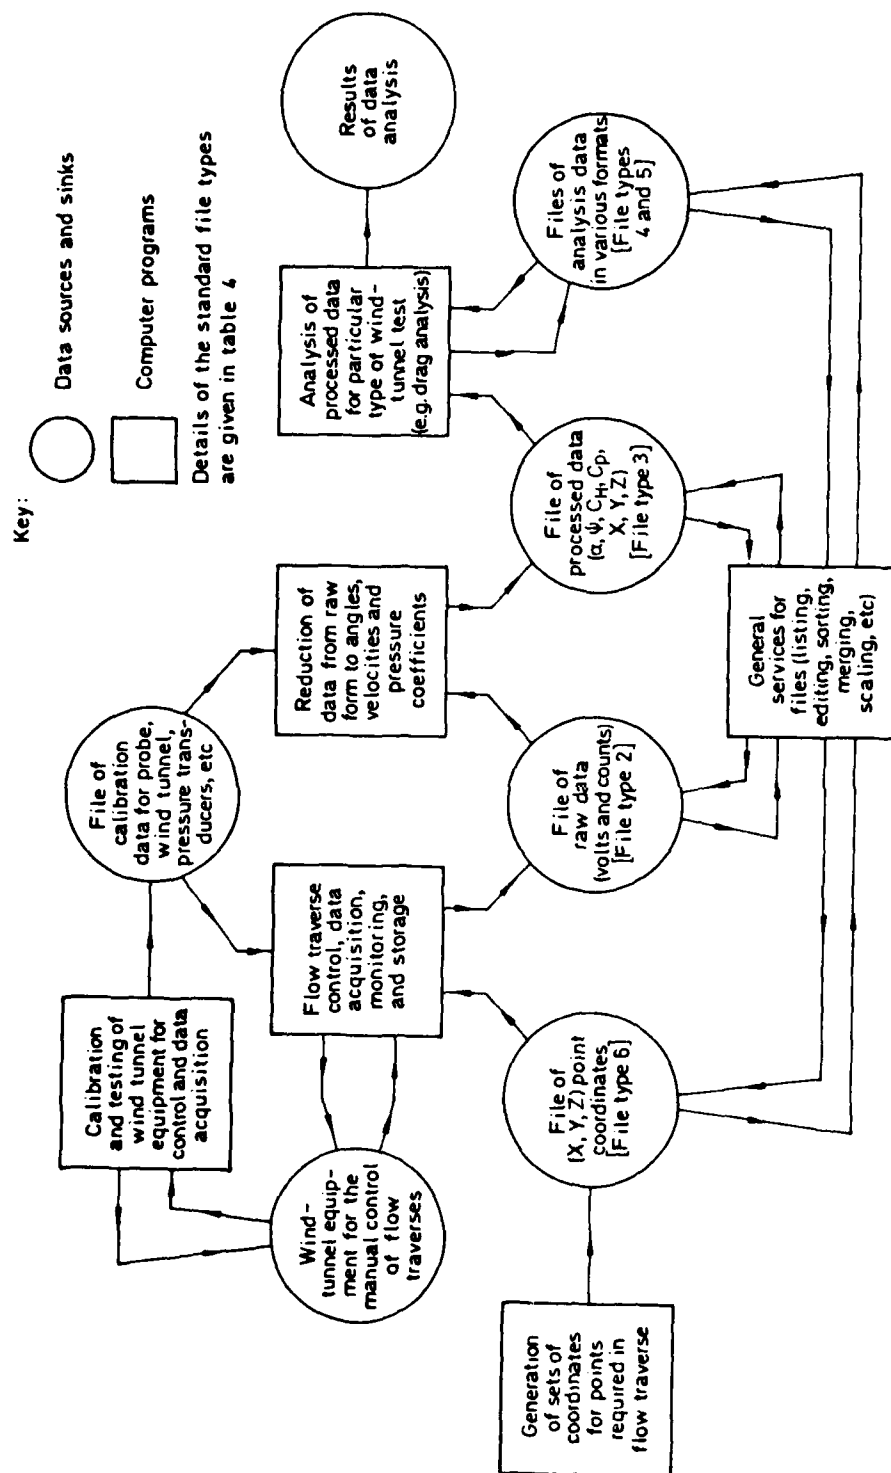 Key:
Data sources and sinks
Computer programs
Details of the standard file types
are given in table 4
Calibration
and testing of
wind tunnel
equipment for
control and data
acquisition
File of
calibration
data for probe,
wind tunnel,
pressure trans-
ducers, etc
Wind-
tunnel equip-
ment for the
manual control
of flow
traverses
Flow traverse
control, data
acquisition,
monitoring,
and storage
Reduction of
data from raw
form to angles,
velocities and
pressure
coefficients
Analysis of
processed data
for particular
type of wind-
tunnel test
(e.g. drag analysis)
Results
of data
analysis
Generation
of sets of
coordinates
for points
required in
flow traverse
File of
(X, Y, Z) point
coordinates
[File type 6]
File of
raw data
(volts and counts)
[File type 2]
File of
processed data
(α, ψ, CH, Cp,
X, Y, Z)
[File type 3]
Files of
analysis data
in various formats
[File types
4 and 5]
General
services for
files (listing,
editing, sorting,
merging,
scaling, etc)